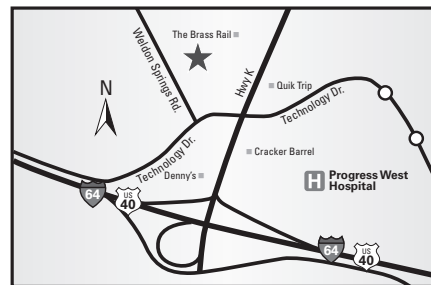 The Brass Rail
Weldon Springs Rd.
Hwy K
Quik Trip
Technology Dr.
N
Technology Dr.
Cracker Barrel
Denny's
H Progress West
Hospital
64
US
40
64
US
40